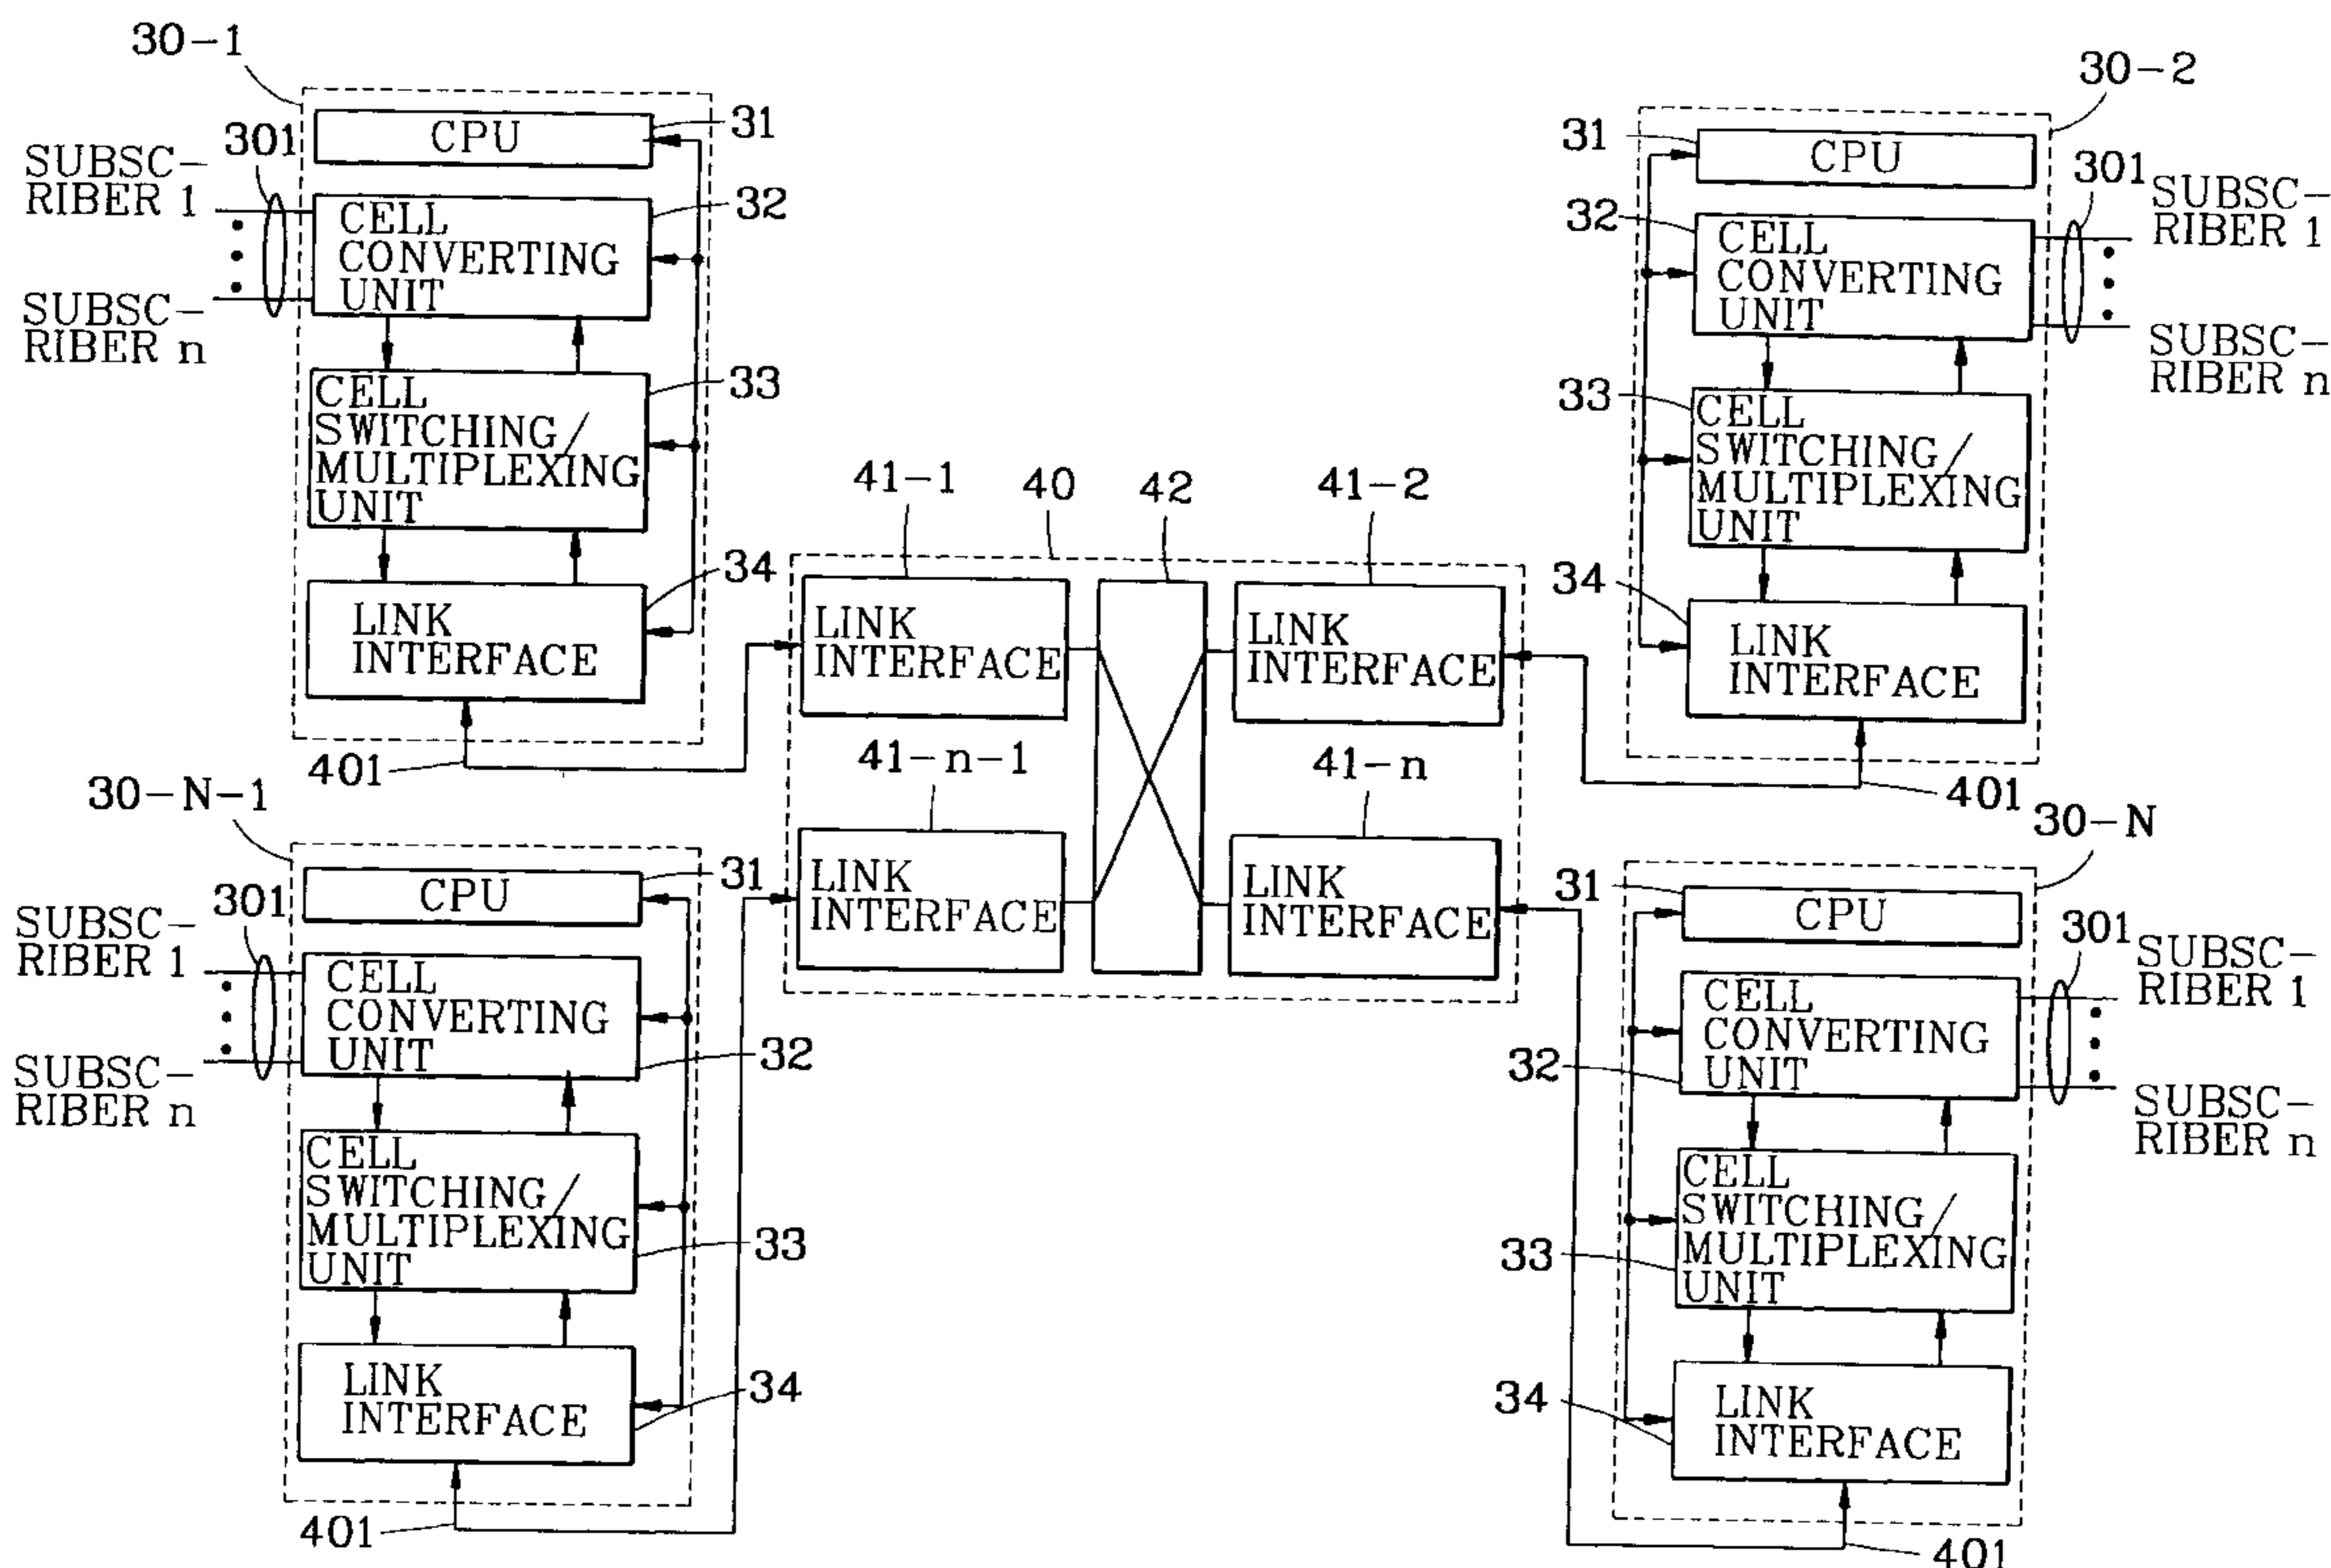 30-1
CPU
31
301
SUBSC-
RIBER 1
SUBSC-
RIBER n
CELL
CONVERTING
UNIT
32
CELL
SWITCHING/
MULTIPLEXING
UNIT
33
LINK
INTERFACE
34
401
30-2
31
CPU
301
SUBSC-
RIBER 1
SUBSC-
RIBER n
32
CELL
CONVERTING
UNIT
33
CELL
SWITCHING/
MULTIPLEXING
UNIT
34
LINK
INTERFACE
401
41-1
40
42
41-2
LINK
INTERFACE
LINK
INTERFACE
41-n-1
41-n
LINK
INTERFACE
LINK
INTERFACE
30-N-1
CPU
31
301
SUBSC-
RIBER 1
SUBSC-
RIBER n
CELL
CONVERTING
UNIT
32
CELL
SWITCHING/
MULTIPLEXING
UNIT
33
LINK
INTERFACE
34
401
30-N
31
CPU
301
SUBSC-
RIBER 1
SUBSC-
RIBER n
CELL
CONVERTING
UNIT
32
CELL
SWITCHING/
MULTIPLEXING
UNIT
33
34
LINK
INTERFACE
401